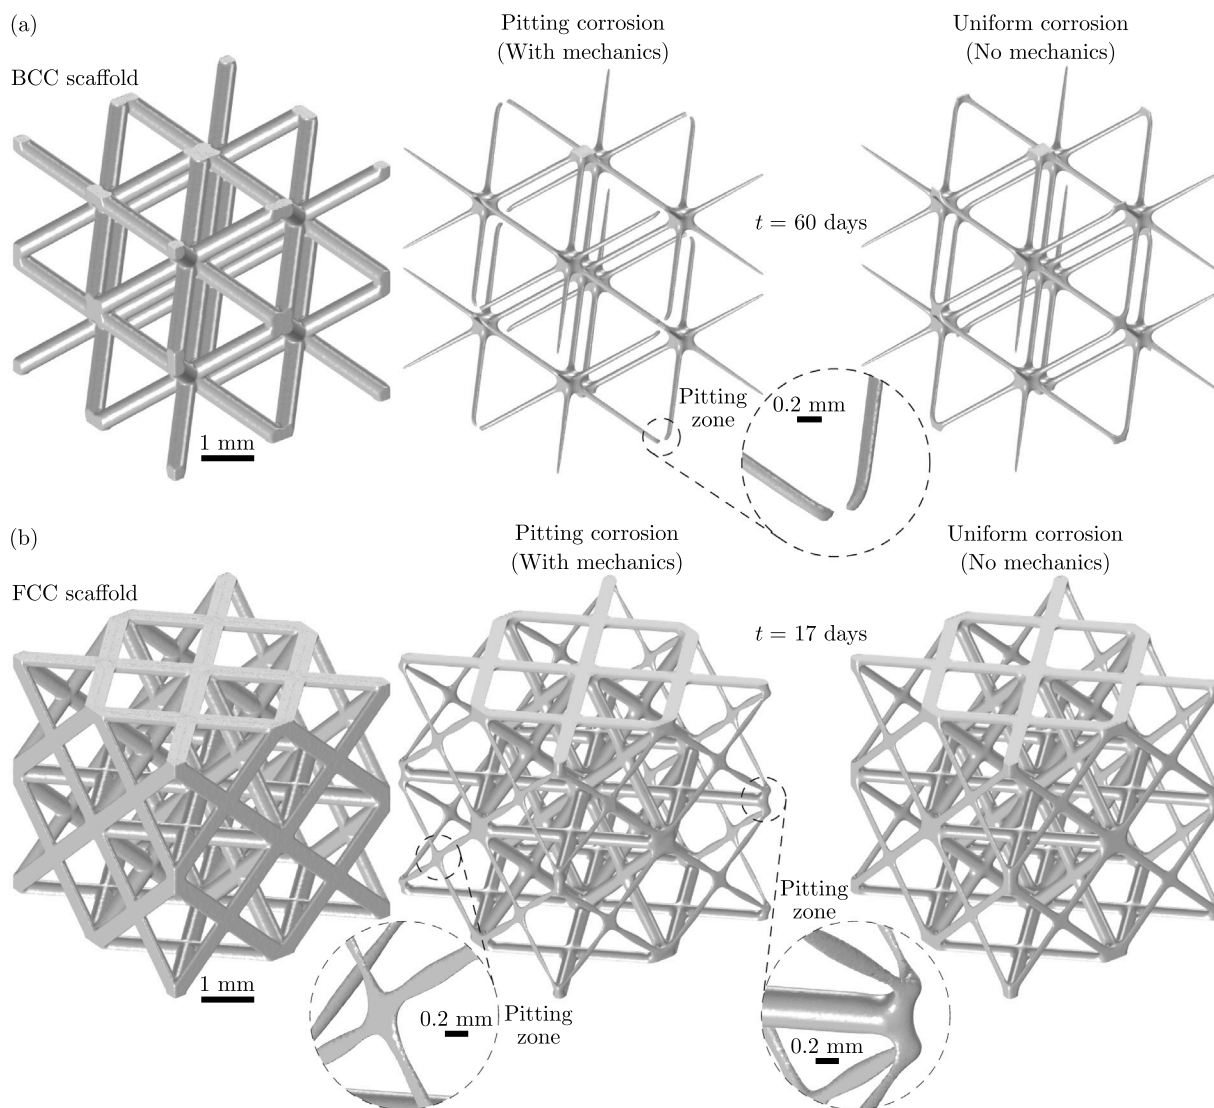 (a)
Pitting corrosion
(With mechanics)
Uniform corrosion
(No mechanics)
BCC scaffold
t = 60 days
Pitting
zone
0.2 mm
1 mm
(b)
Pitting corrosion
(With mechanics)
Uniform corrosion
(No mechanics)
FCC scaffold
t = 17 days
Pitting
zone
1 mm
0.2 mm
Pitting
zone
0.2 mm